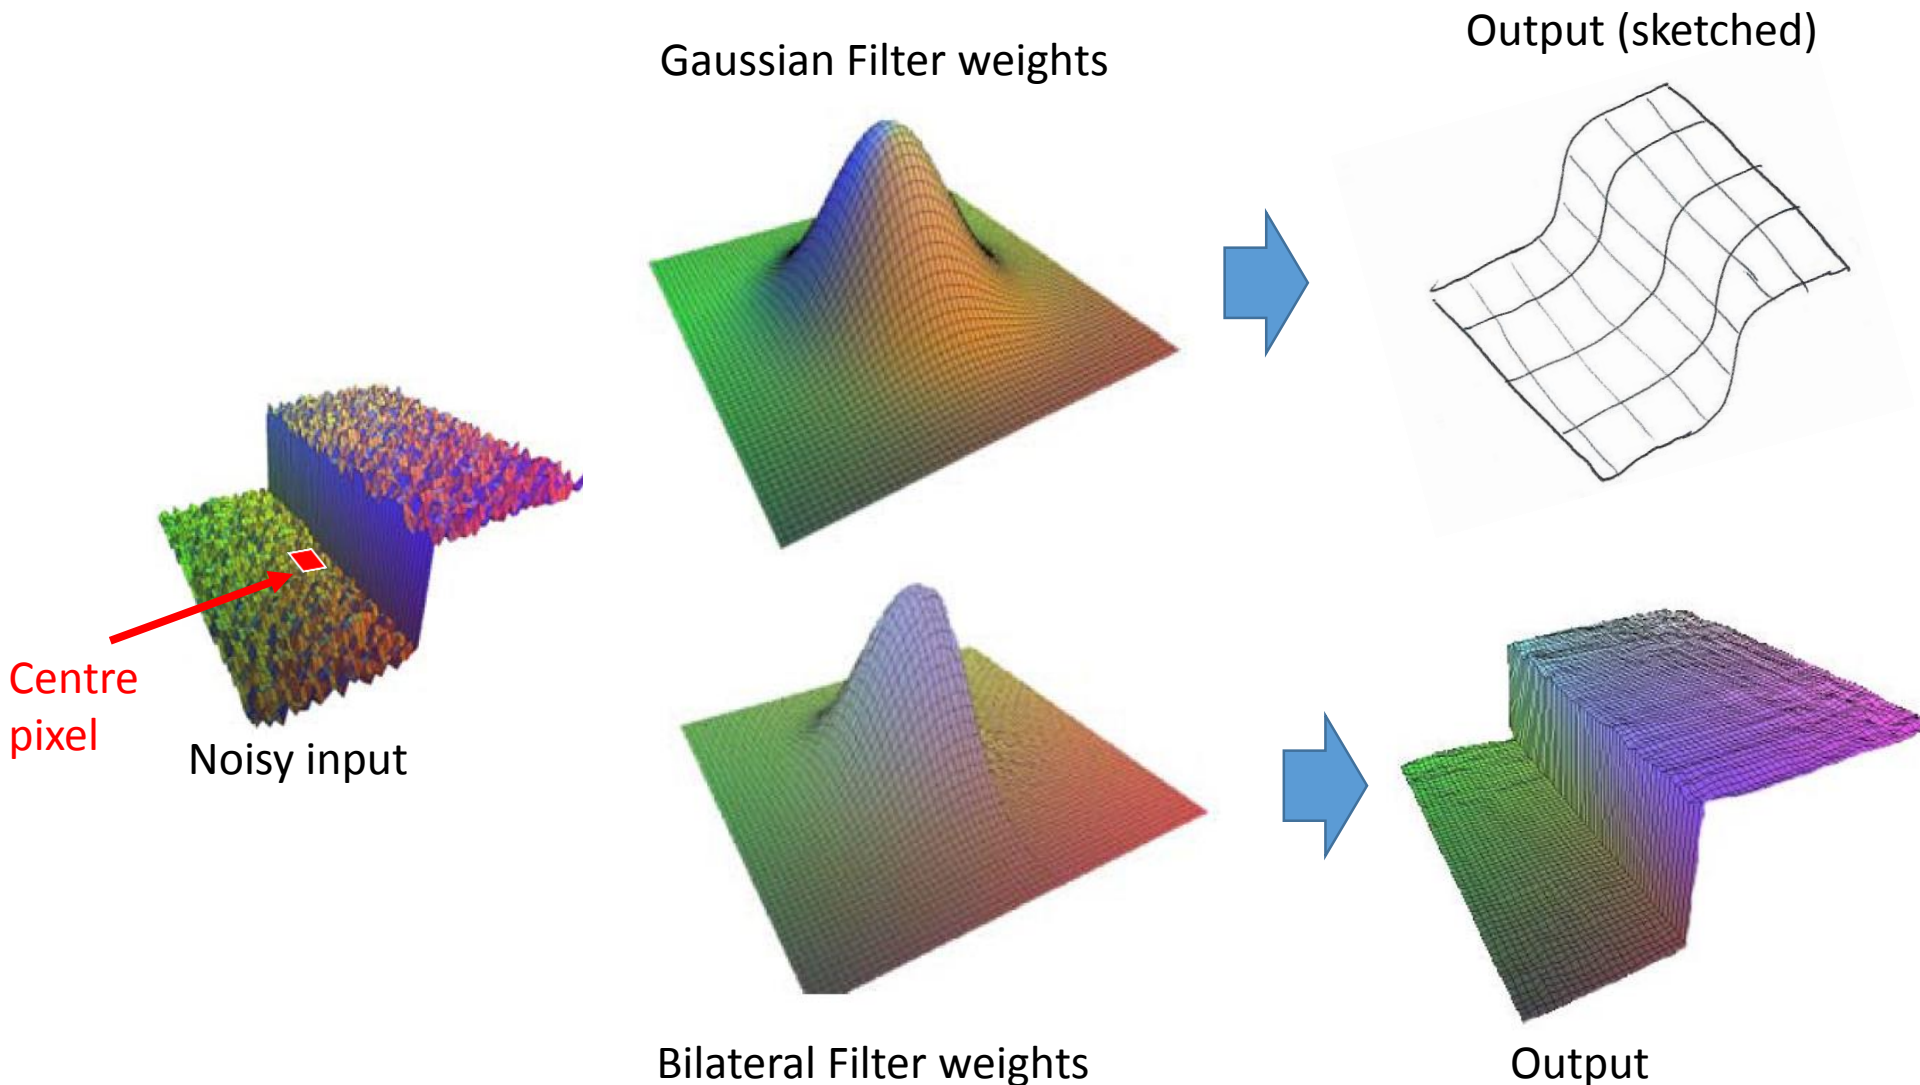 Gaussian Filter weights
Output (sketched)
Centre
pixel
Noisy input
Bilateral Filter weights
Output